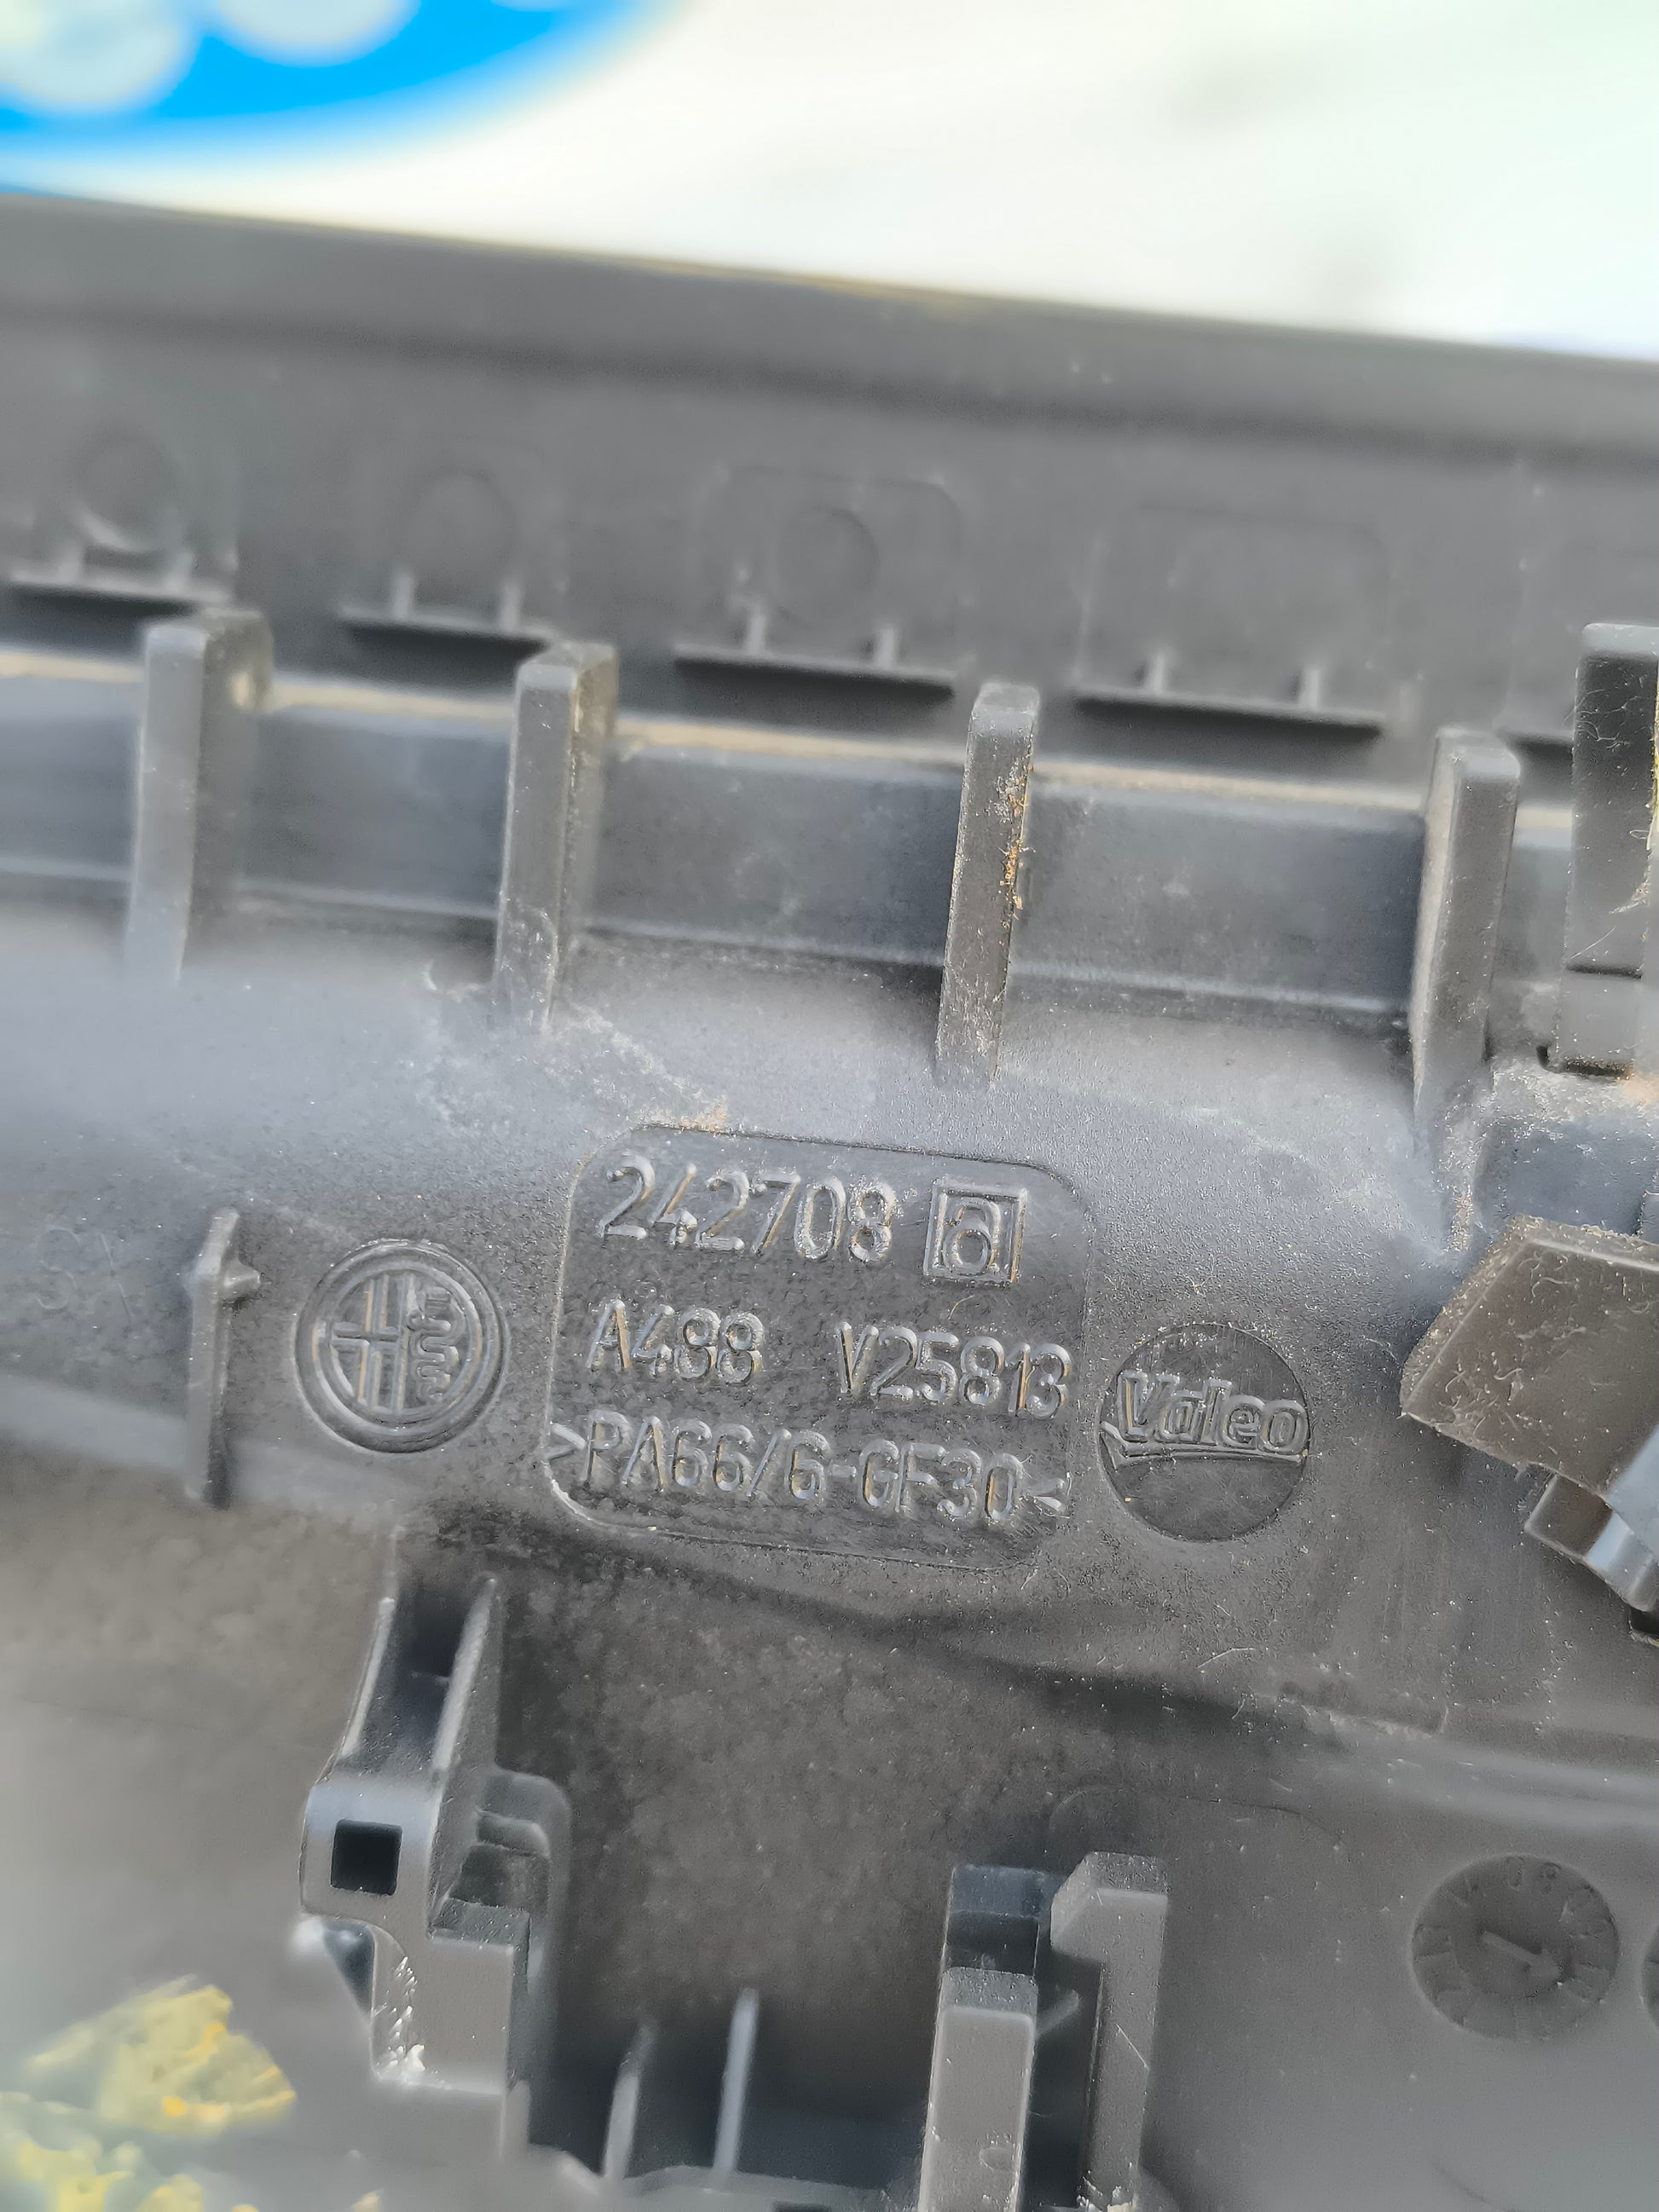 242708 a
A488 V25813
>PA66/6-GF30<
Valeo